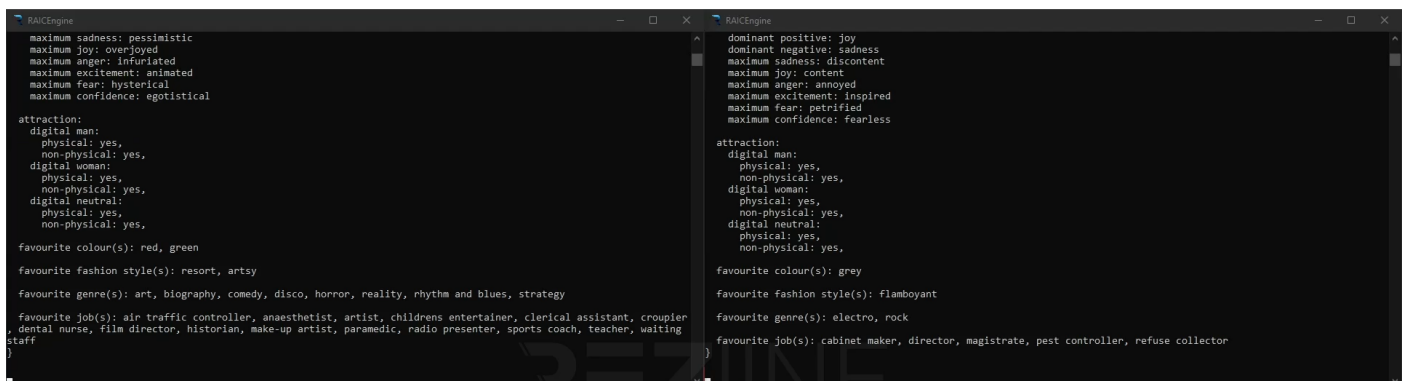 RAICEngine
maximum sadness: pessimistic
maximum joy: overjoyed
maximum anger: infuriated
maximum excitement: animated
maximum fear: hysterical
maximum confidence: egotistical
attraction:
digital man:
physical: yes,
non-physical: yes,
digital woman:
physical: yes,
non-physical: yes,
digital neutral:
physical: yes,
non-physical: yes,
favourite colour(s): red, green
favourite fashion style(s): resort, artsy
favourite genre(s): art, biography, comedy, disco, horror, reality, rhythm and blues, strategy
favourite job(s): air traffic controller, anaesthetist, artist, childrens entertainer, clerical assistant, croupier
, dental nurse, film director, historian, make-up artist, paramedic, radio presenter, sports coach, teacher, waiting
staff
}
RAICEngine
dominant positive: joy
dominant negative: sadness
maximum sadness: discontent
maximum joy: content
maximum anger: annoyed
maximum excitement: inspired
maximum fear: petrified
maximum confidence: fearless
attraction:
digital man:
physical: yes,
non-physical: yes,
digital woman:
physical: yes,
non-physical: yes,
digital neutral:
physical: yes,
non-physical: yes,
favourite colour(s): grey
favourite fashion style(s): flamboyant
favourite genre(s): electro, rock
favourite job(s): cabinet maker, director, magistrate, pest controller, refuse collector
}